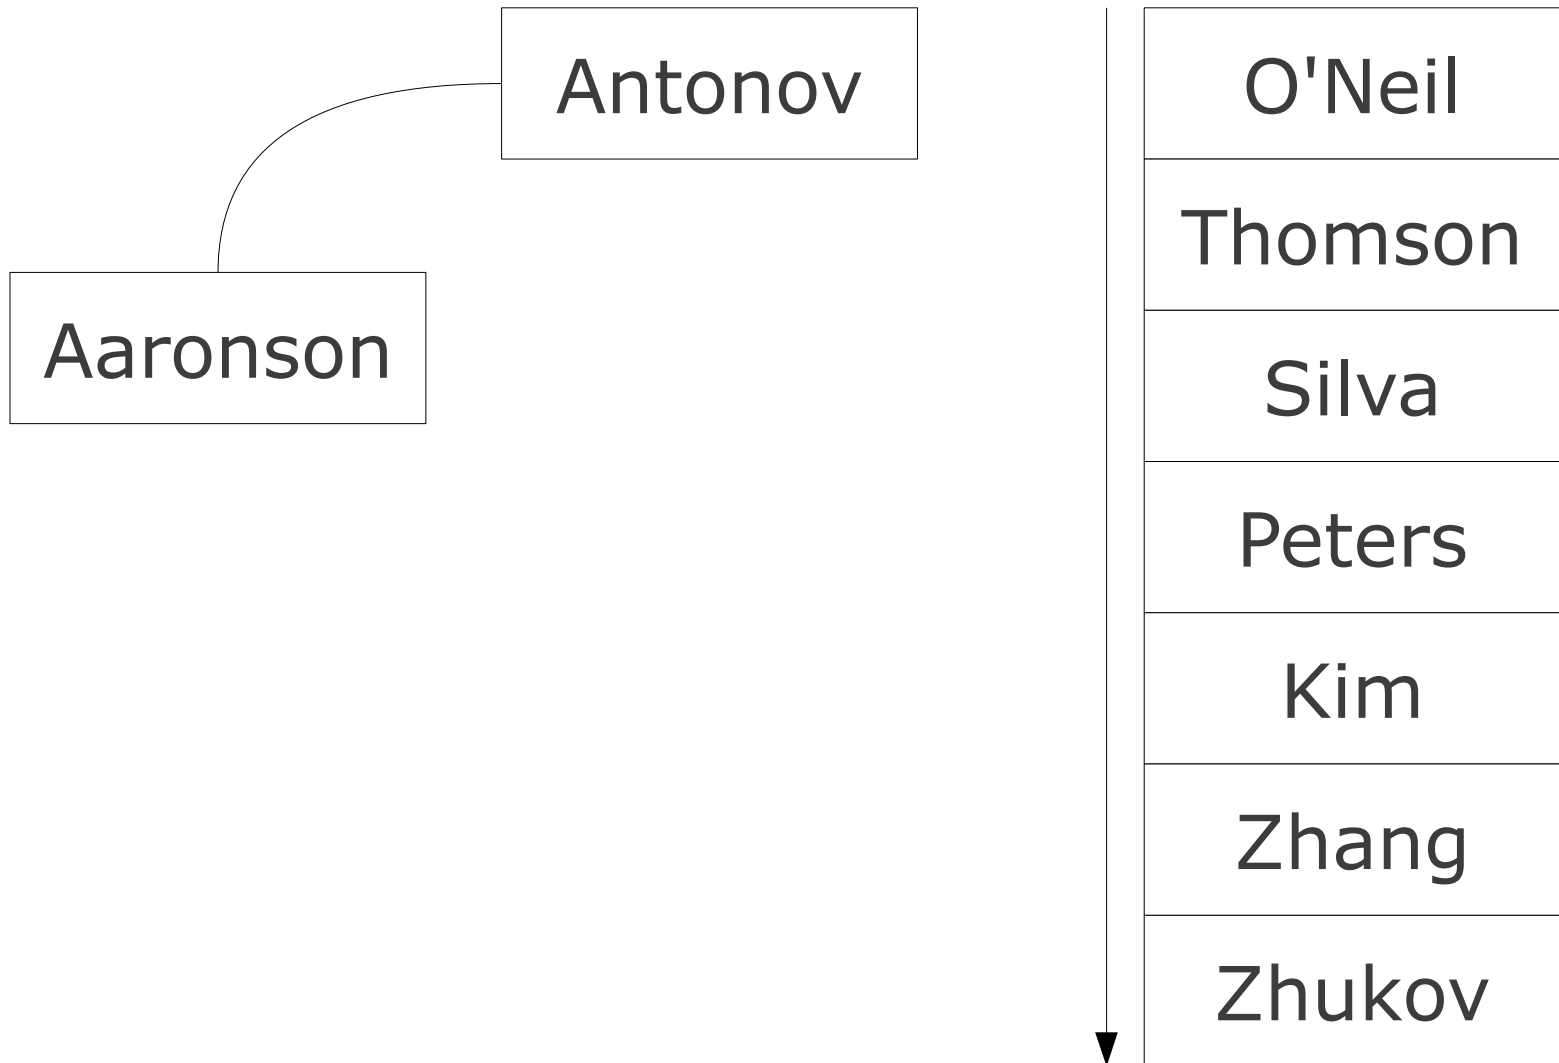 Antonov
Aaronson
O'Neil
Thomson
Silva
Peters
Kim
Zhang
Zhukov